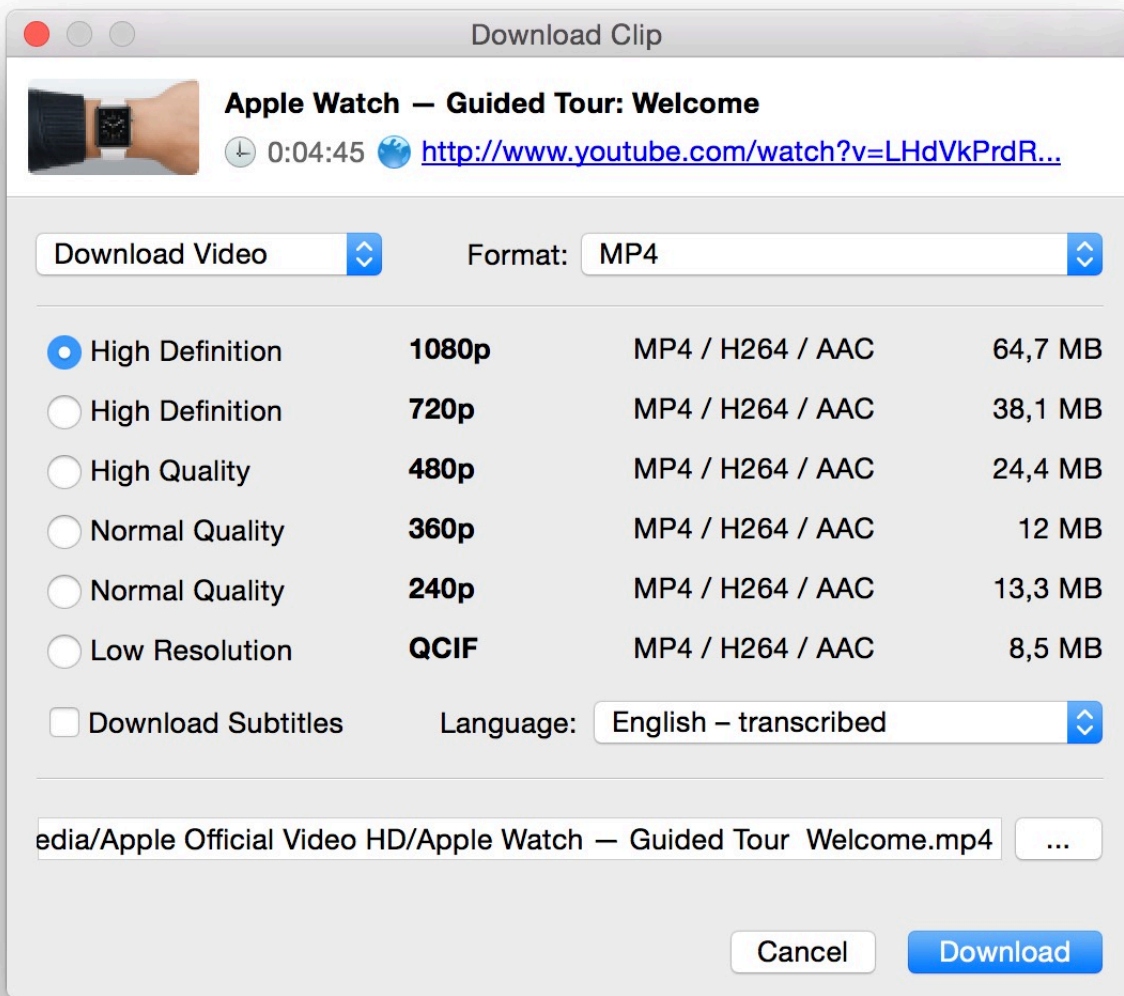 Download Clip
Apple Watch — Guided Tour: Welcome
0:04:45 http://www.youtube.com/watch?v=LHdVkPrdR...
Download Video Format: MP4
High Definition 1080p MP4 / H264 / AAC 64,7 MB
High Definition 720p MP4 / H264 / AAC 38,1 MB
High Quality 480p MP4 / H264 / AAC 24,4 MB
Normal Quality 360p MP4 / H264 / AAC 12 MB
Normal Quality 240p MP4 / H264 / AAC 13,3 MB
Low Resolution QCIF MP4 / H264 / AAC 8,5 MB
Download Subtitles Language: English – transcribed
edia/Apple Official Video HD/Apple Watch — Guided Tour  Welcome.mp4 ...
Cancel Download